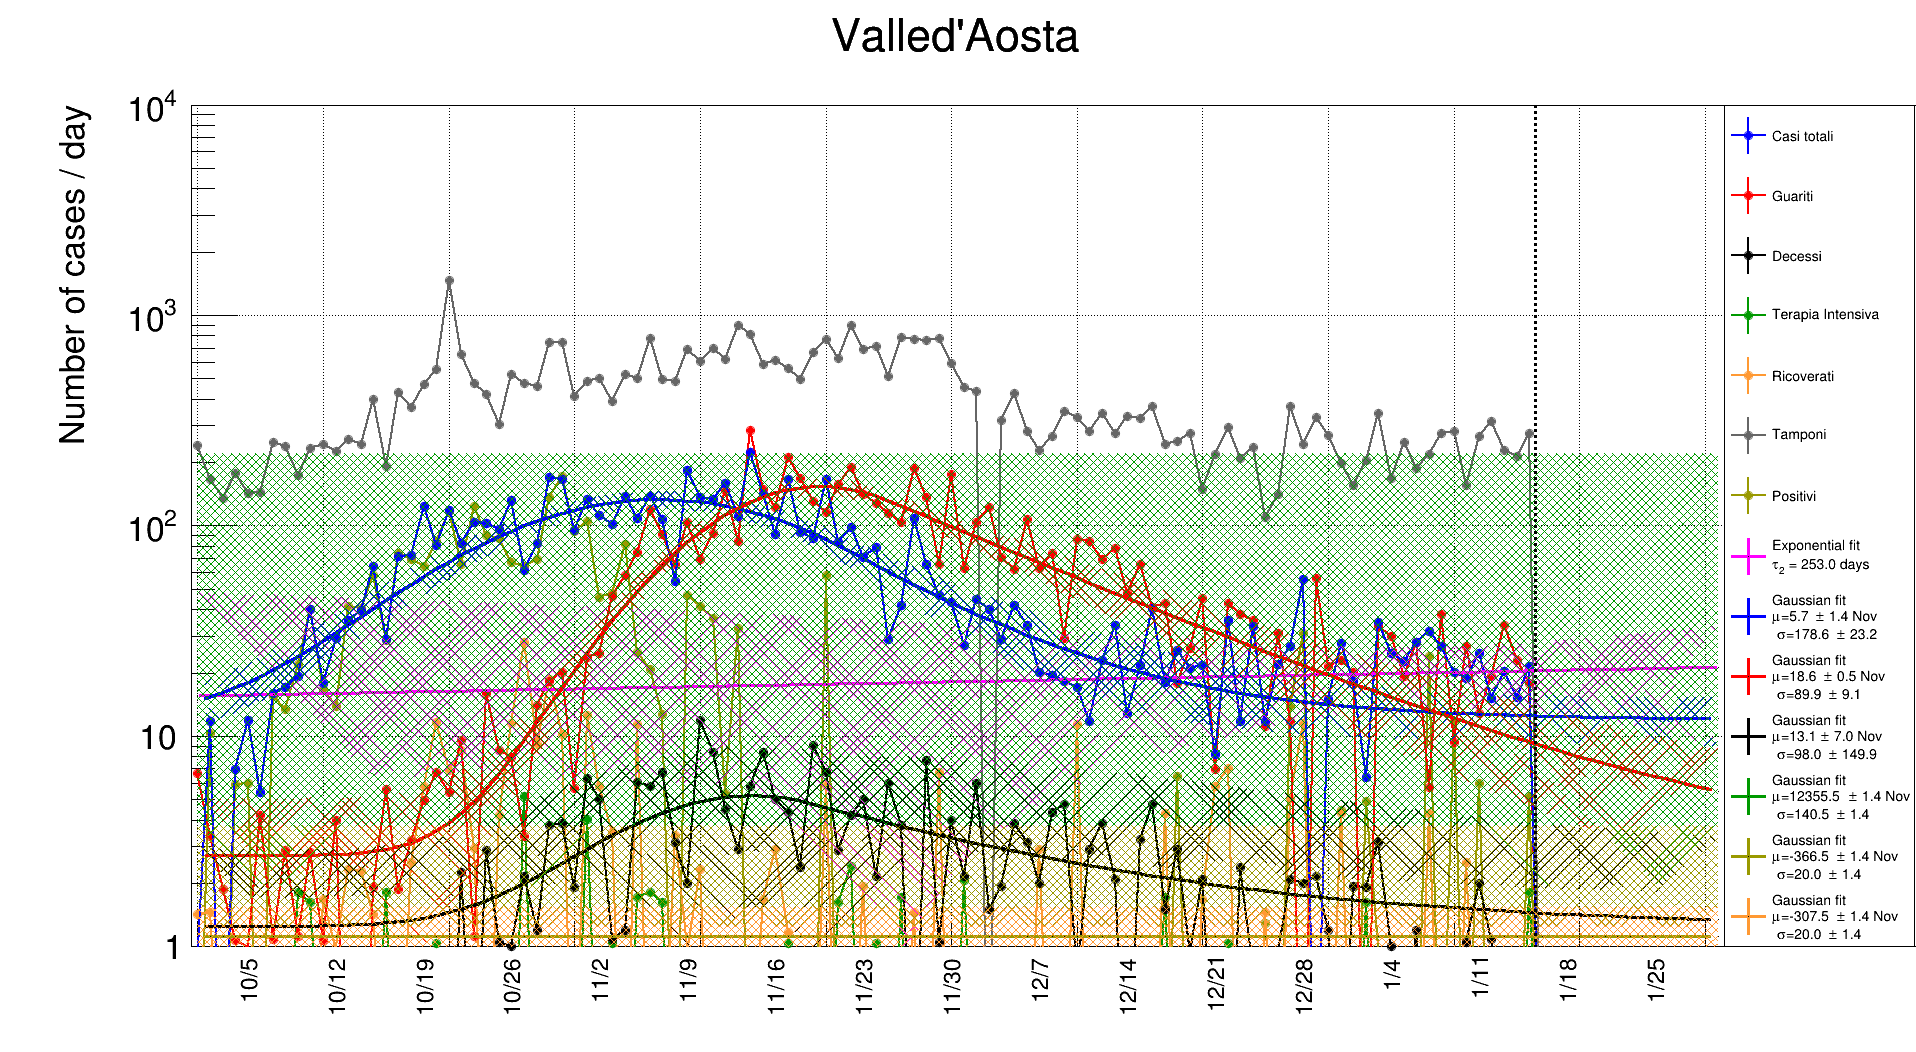 Valled'Aosta
Number of cases / day
10^4
10^3
10^2
10
1
10/5
10/12
10/19
10/26
11/2
11/9
11/16
11/23
11/30
12/7
12/14
12/21
12/28
1/4
1/11
1/18
1/25
Casi totali
Guariti
Decessi
Terapia Intensiva
Ricoverati
Tamponi
Positivi
Exponential fit
τ_2 = 253.0 days
Gaussian fit
μ=5.7 ± 1.4 Nov
σ=178.6 ± 23.2
Gaussian fit
μ=18.6 ± 0.5 Nov
σ=89.9 ± 9.1
Gaussian fit
μ=13.1 ± 7.0 Nov
σ=98.0 ± 149.9
Gaussian fit
μ=12355.5 ± 1.4 Nov
σ=140.5 ± 1.4
Gaussian fit
μ=-366.5 ± 1.4 Nov
σ=20.0 ± 1.4
Gaussian fit
μ=-307.5 ± 1.4 Nov
σ=20.0 ± 1.4